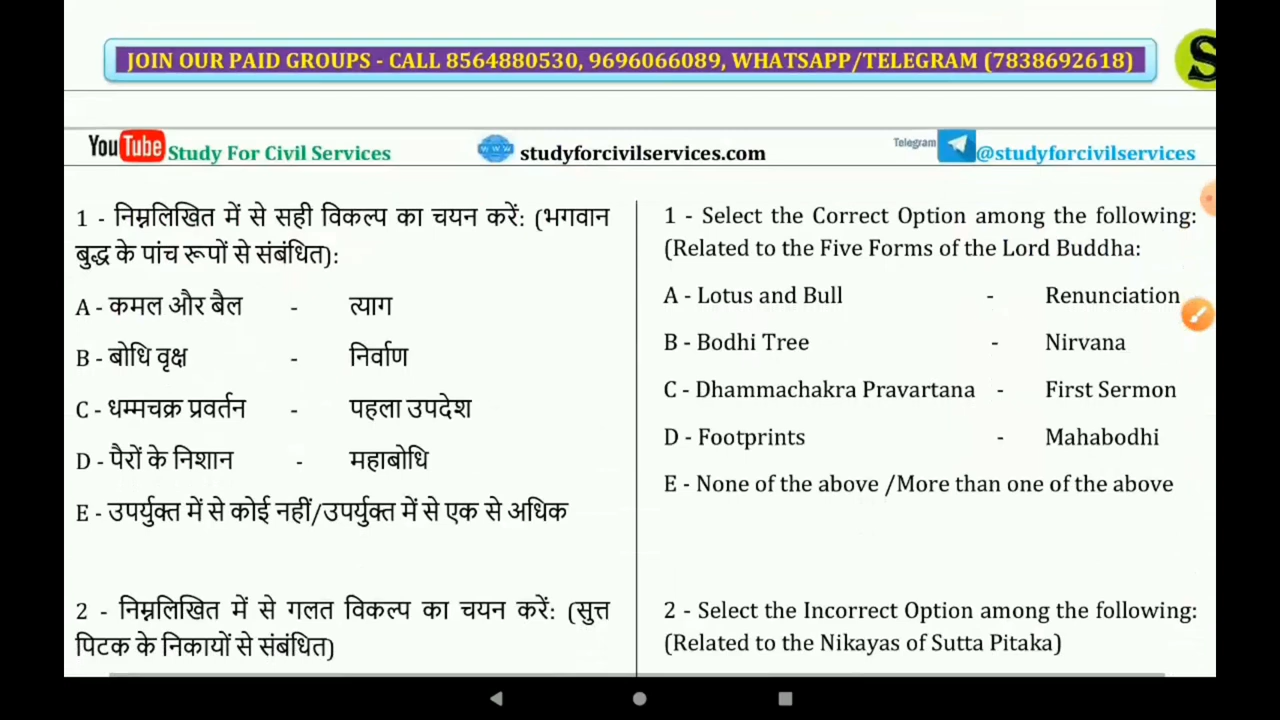 JOIN OUR PAID GROUPS - CALL 8564880530, 9696066089, WHATSAPP/TELEGRAM (7838692618)
S
YouTube Study For Civil Services
WWW studyforcivilservices.com
Telegram @studyforcivilservices
1 - निम्नलिखित में से सही विकल्प का चयन करें: (भगवान
बुद्ध के पांच रूपों से संबंधित):
A - कमल और बैल - त्याग
B - बोधि वृक्ष - निर्वाण
C - धम्मचक्र प्रवर्तन - पहला उपदेश
D - पैरों के निशान - महाबोधि
E - उपर्युक्त में से कोई नहीं/उपर्युक्त में से एक से अधिक
2 - निम्नलिखित में से गलत विकल्प का चयन करें: (सुत्त
पिटक के निकायों से संबंधित)
1 - Select the Correct Option among the following:
(Related to the Five Forms of the Lord Buddha:
A - Lotus and Bull - Renunciation
B - Bodhi Tree - Nirvana
C - Dhammachakra Pravartana - First Sermon
D - Footprints - Mahabodhi
E - None of the above /More than one of the above
2 - Select the Incorrect Option among the following:
(Related to the Nikayas of Sutta Pitaka)